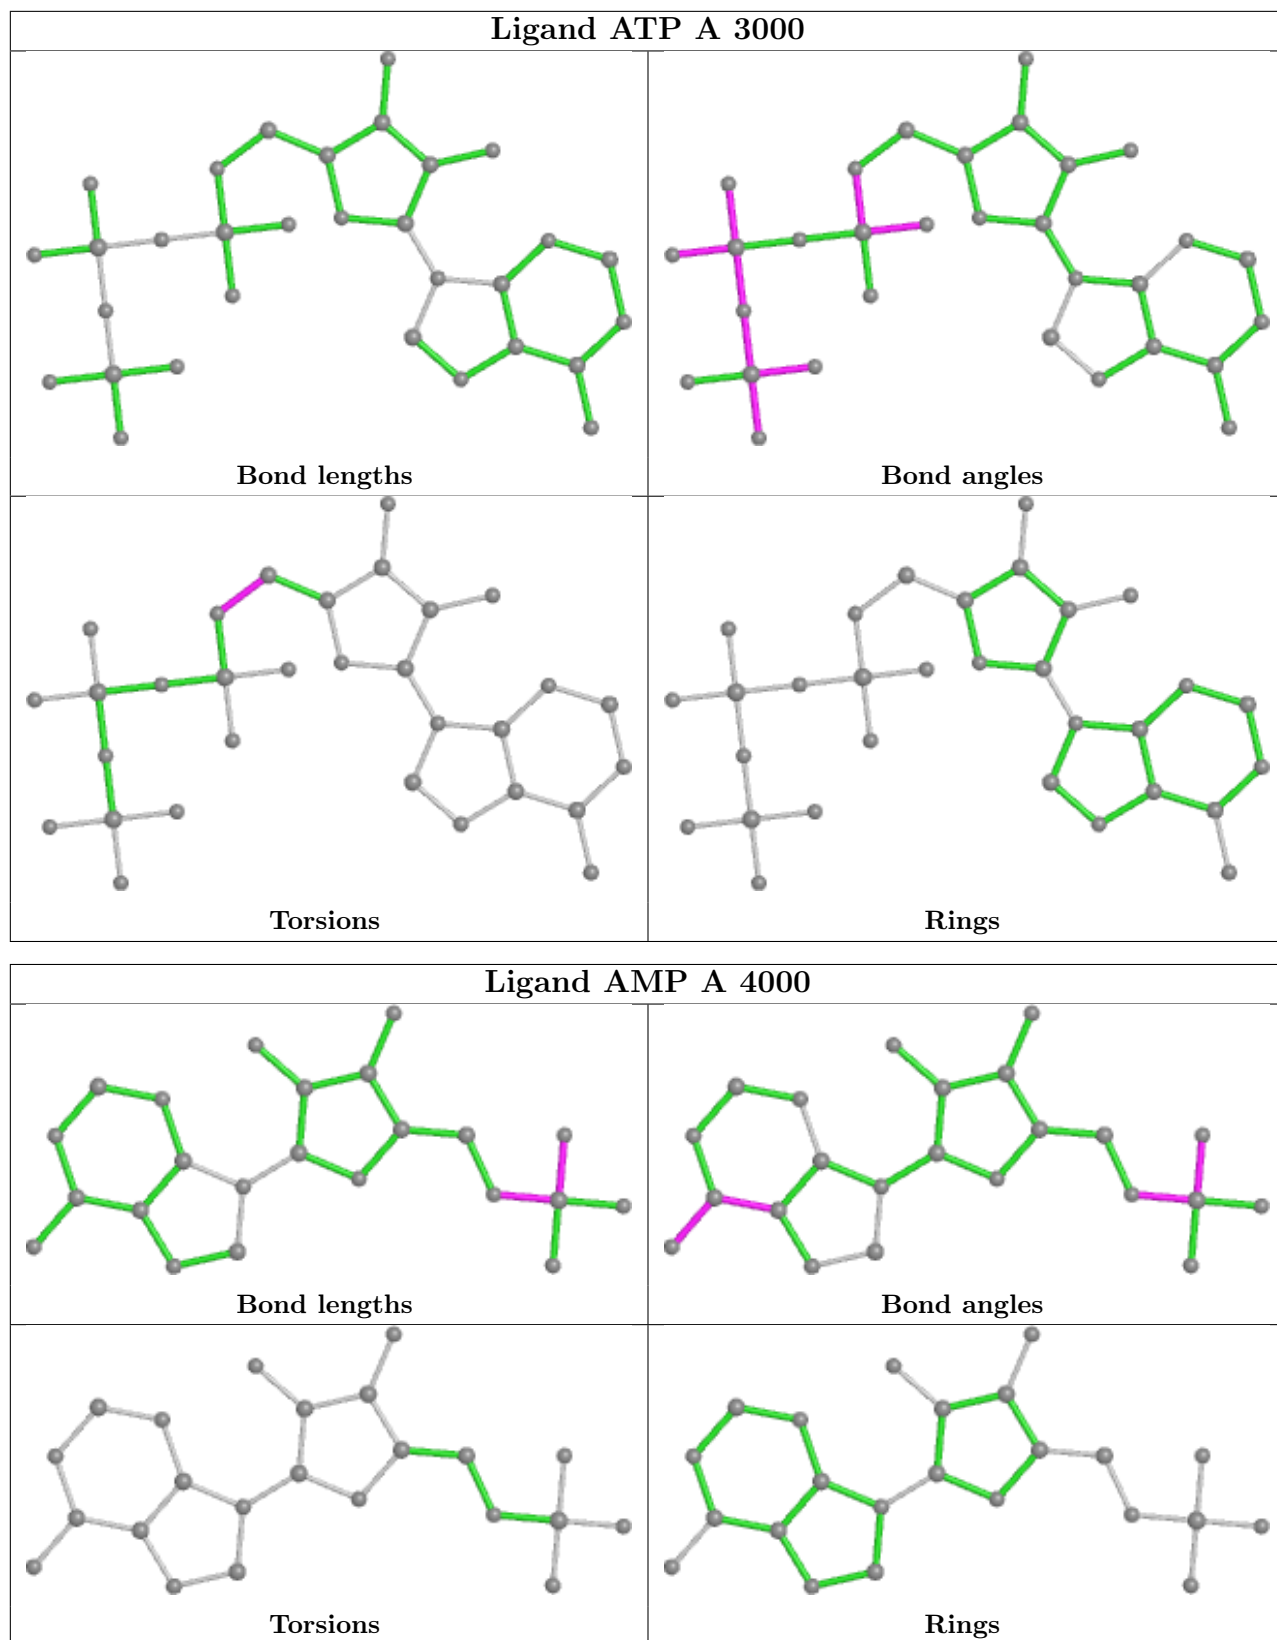 Ligand ATP A 3000
Bond lengths
Bond angles
Torsions
Rings
Ligand AMP A 4000
Bond lengths
Bond angles
Torsions
Rings